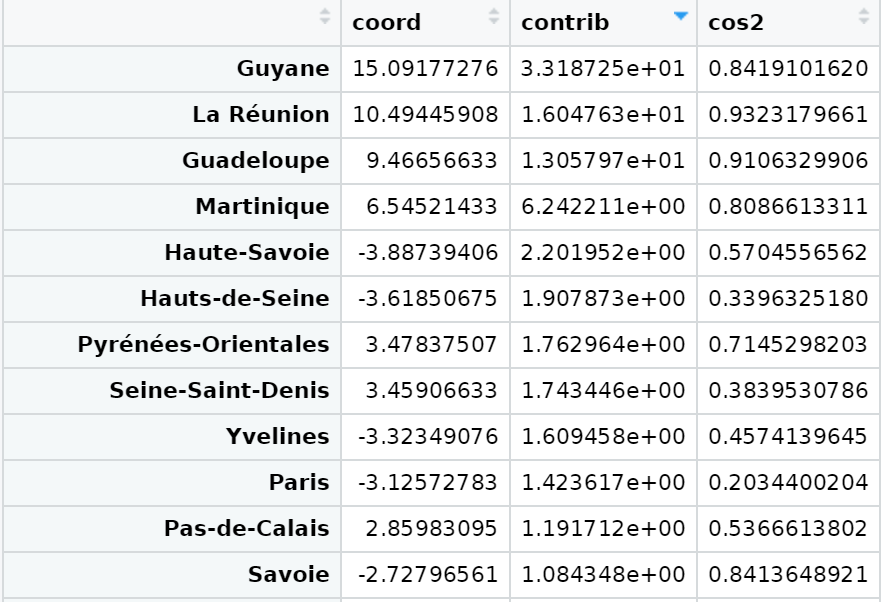 coord contrib cos2
Guyane 15.09177276 3.318725e+01 0.8419101620
La Réunion 10.49445908 1.604763e+01 0.9323179661
Guadeloupe 9.46656633 1.305797e+01 0.9106329906
Martinique 6.54521433 6.242211e+00 0.8086613311
Haute-Savoie -3.88739406 2.201952e+00 0.5704556562
Hauts-de-Seine -3.61850675 1.907873e+00 0.3396325180
Pyrénées-Orientales 3.47837507 1.762964e+00 0.7145298203
Seine-Saint-Denis 3.45906633 1.743446e+00 0.3839530786
Yvelines -3.32349076 1.609458e+00 0.4574139645
Paris -3.12572783 1.423617e+00 0.2034400204
Pas-de-Calais 2.85983095 1.191712e+00 0.5366613802
Savoie -2.72796561 1.084348e+00 0.8413648921